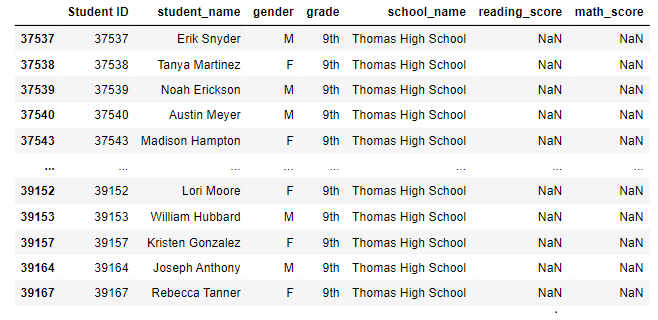 Student ID student_name gender grade school_name reading_score math_score
37537 37537 Erik Snyder M 9th Thomas High School NaN NaN
37538 37538 Tanya Martinez F 9th Thomas High School NaN NaN
37539 37539 Noah Erickson M 9th Thomas High School NaN NaN
37540 37540 Austin Meyer M 9th Thomas High School NaN NaN
37543 37543 Madison Hampton F 9th Thomas High School NaN NaN
... ... ... ... ... ... ... ...
39152 39152 Lori Moore F 9th Thomas High School NaN NaN
39153 39153 William Hubbard M 9th Thomas High School NaN NaN
39157 39157 Kristen Gonzalez F 9th Thomas High School NaN NaN
39164 39164 Joseph Anthony M 9th Thomas High School NaN NaN
39167 39167 Rebecca Tanner F 9th Thomas High School NaN NaN